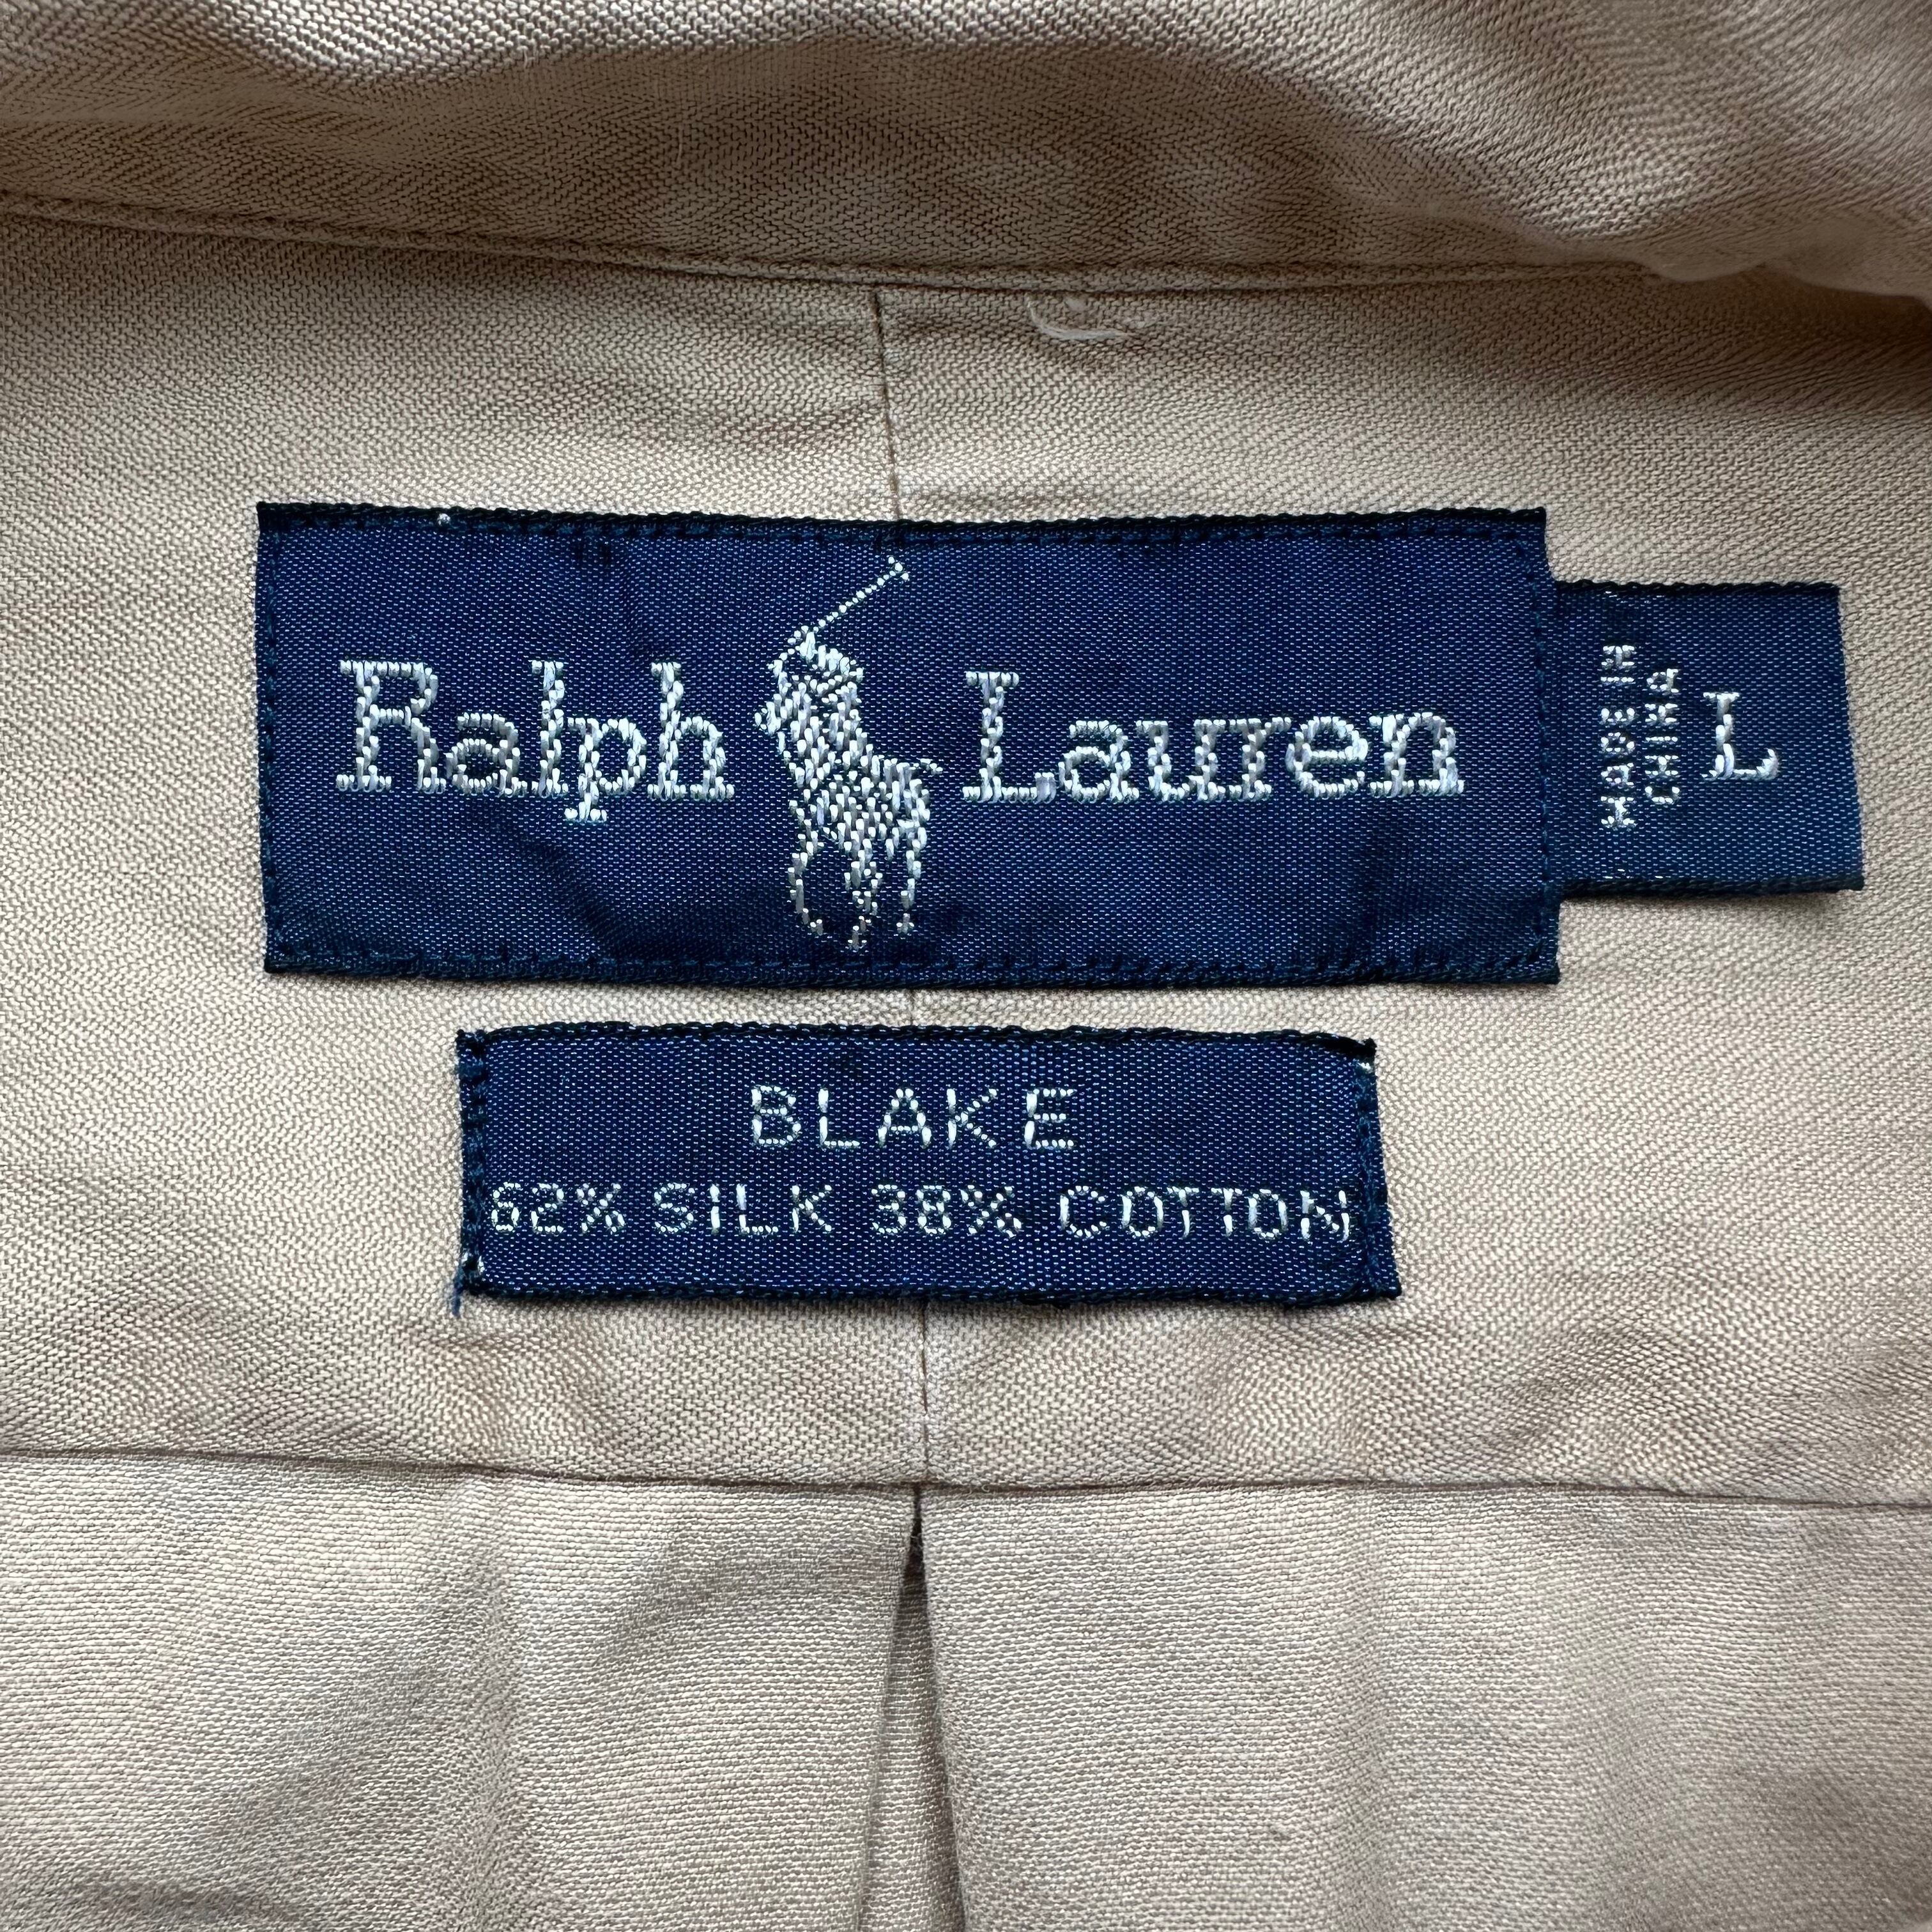 Ralph Lauren
MADE IN
CHINA
L
BLAKE
62% SILK 38% COTTON